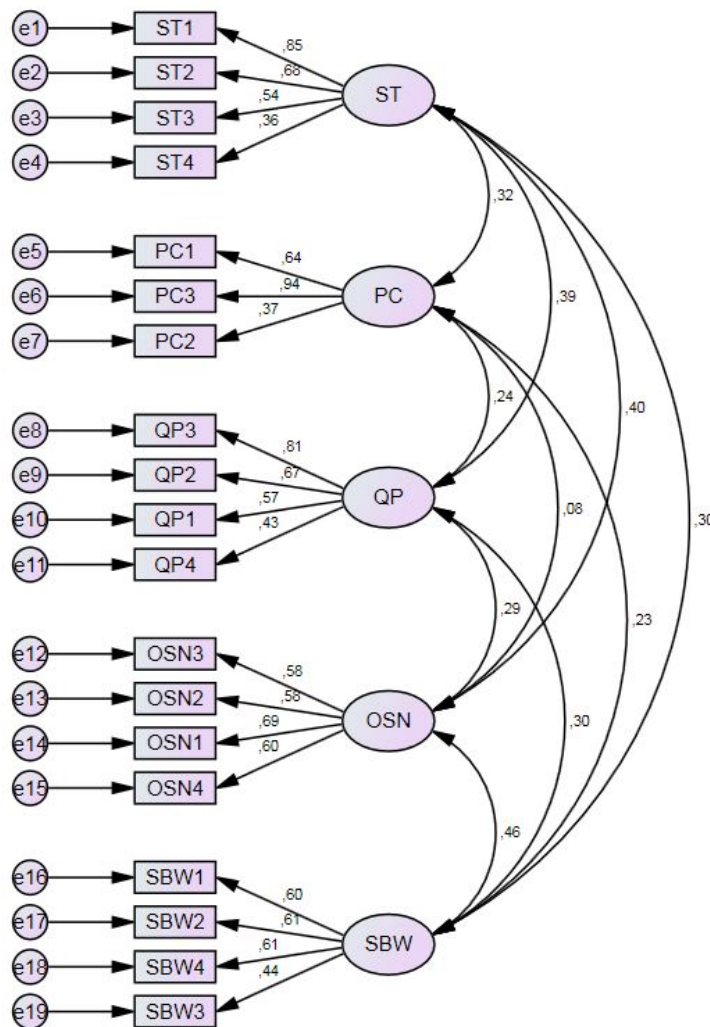 e1 ST1 ,85
e2 ST2 ,68 ST
e3 ST3 ,54
e4 ST4 ,36
,32
e5 PC1 ,64
e6 PC3 ,94 PC ,39
e7 PC2 ,37
,24 ,40
e8 QP3 ,81
e9 QP2 ,67 QP
e10 QP1 ,57 ,08 ,30
e11 QP4 ,43
,29 ,23
e12 OSN3 ,58
e13 OSN2 ,58 OSN ,30
e14 OSN1 ,69
e15 OSN4 ,60
,46
e16 SBW1 ,60
e17 SBW2 ,61 SBW
e18 SBW4 ,61
e19 SBW3 ,44